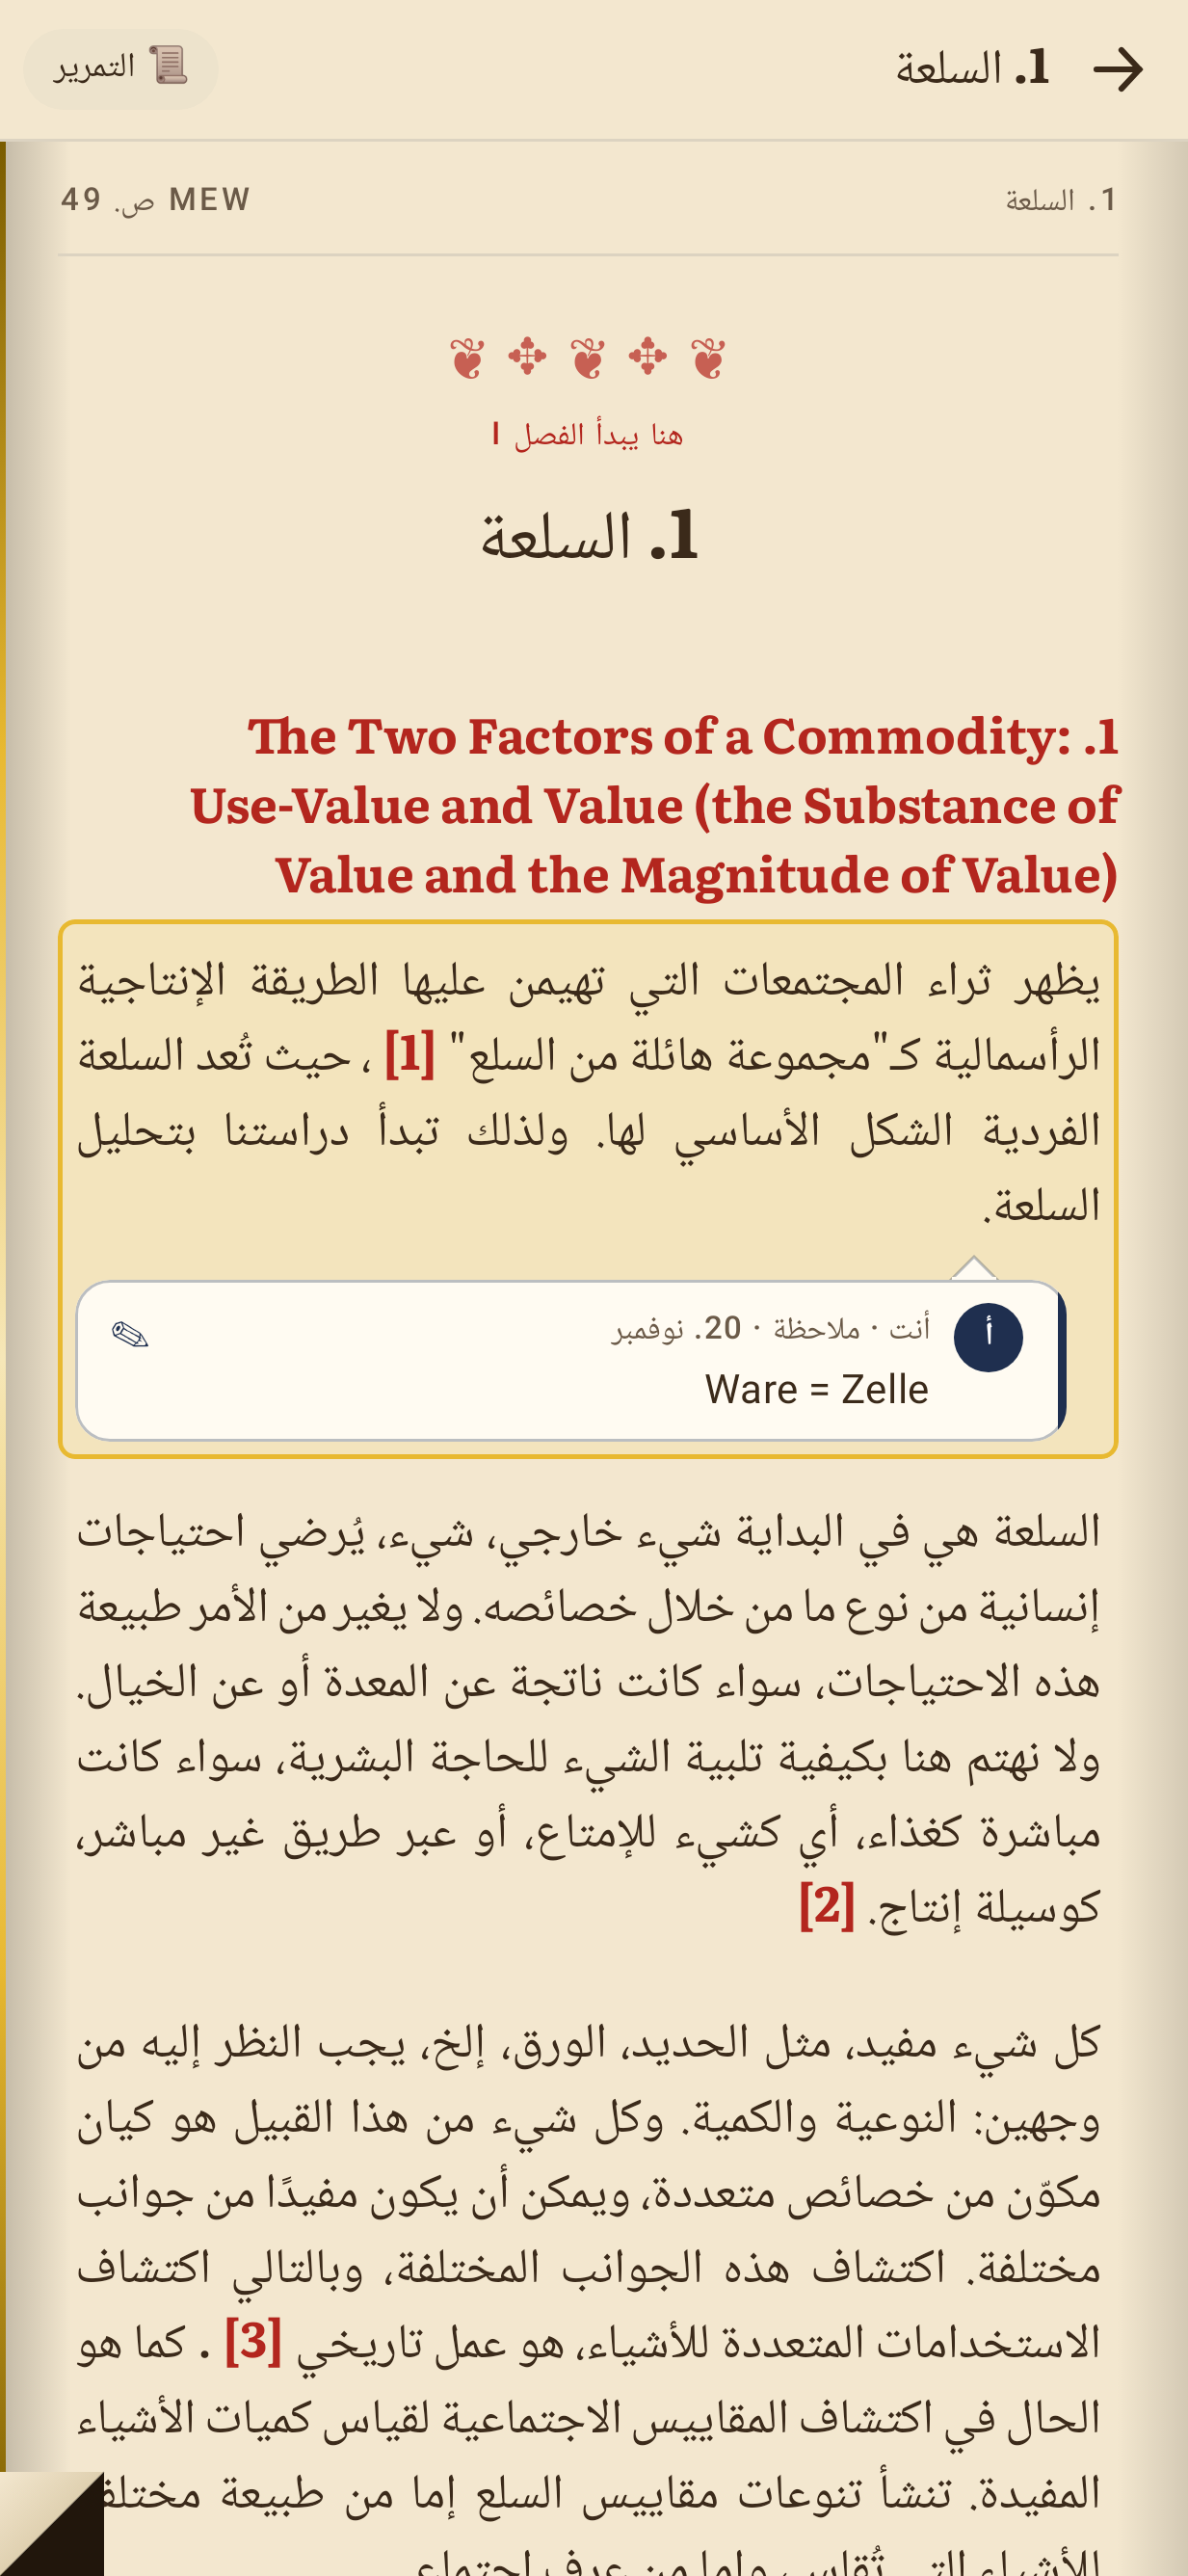 1. السلعة
التمرير
1. السلعة
MEW ص. 49
هنا يبدأ الفصل I
1. السلعة
1. The Two Factors of a Commodity:
Use-Value and Value (the Substance of
Value and the Magnitude of Value)
يظهر ثراء المجتمعات التي تهيمن عليها الطريقة الإنتاجية
الرأسمالية كـ"مجموعة هائلة من السلع" [1] ، حيث تُعد السلعة
الفردية الشكل الأساسي لها. ولذلك تبدأ دراستنا بتحليل
السلعة.
أ
أنت · ملاحظة · 20. نوفمبر
Ware = Zelle
السلعة هي في البداية شيء خارجي، شيء، يُرضي احتياجات
إنسانية من نوع ما من خلال خصائصه. ولا يغير من الأمر طبيعة
هذه الاحتياجات، سواء كانت ناتجة عن المعدة أو عن الخيال.
ولا نهتم هنا بكيفية تلبية الشيء للحاجة البشرية، سواء كانت
مباشرة كغذاء، أي كشيء للإمتاع، أو عبر طريق غير مباشر،
كوسيلة إنتاج. [2]
كل شيء مفيد، مثل الحديد، الورق، إلخ، يجب النظر إليه من
وجهين: النوعية والكمية. وكل شيء من هذا القبيل هو كيان
مكوّن من خصائص متعددة، ويمكن أن يكون مفيدًا من جوانب
مختلفة. اكتشاف هذه الجوانب المختلفة، وبالتالي اكتشاف
الاستخدامات المتعددة للأشياء، هو عمل تاريخي [3] . كما هو
الحال في اكتشاف المقاييس الاجتماعية لقياس كميات الأشياء
المفيدة. تنشأ تنوعات مقاييس السلع إما من طبيعة